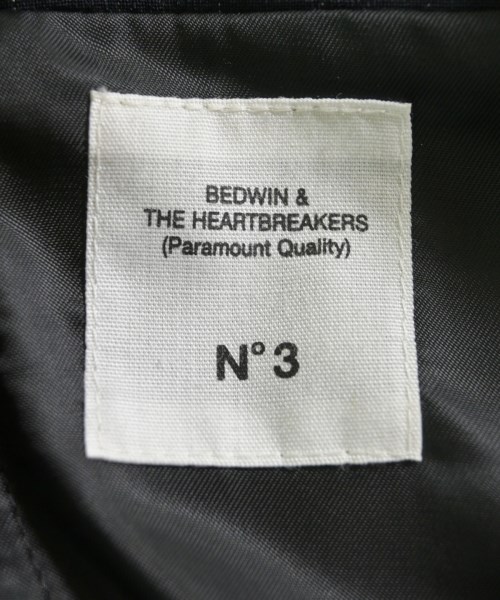 BEDWIN &
THE HEARTBREAKERS
(Paramount Quality)
N° 3